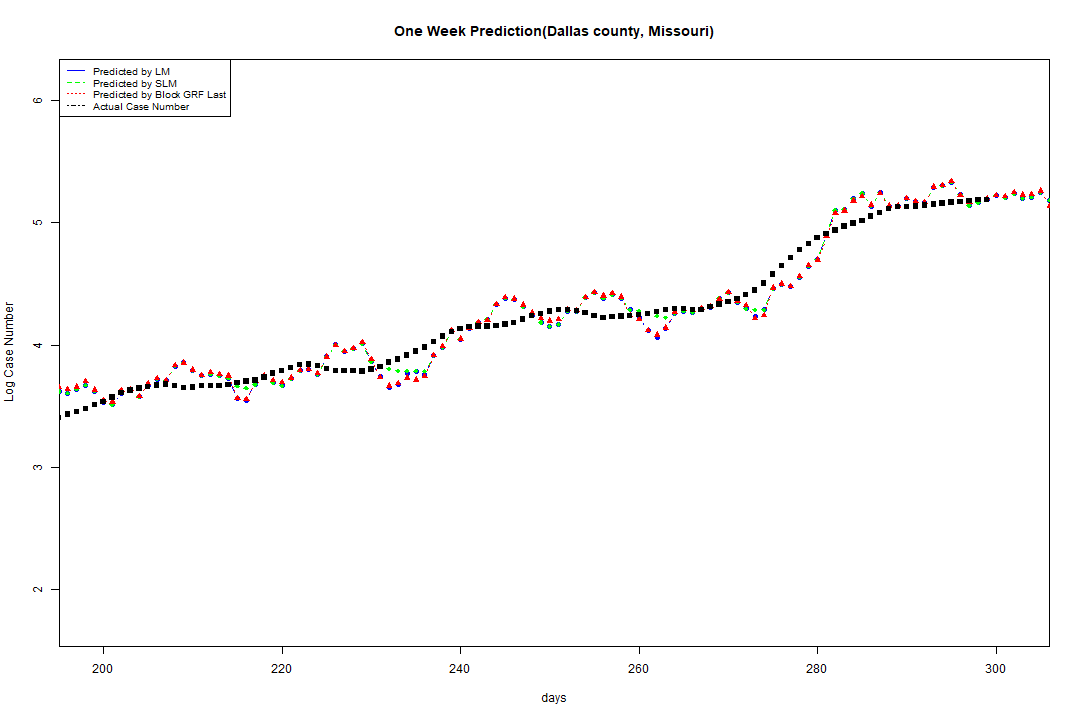 One Week Prediction(Dallas county, Missouri)
Predicted by LM
Predicted by SLM
Predicted by Block GRF Last
Actual Case Number
6
5
4
3
2
Log Case Number
200 220 240 260 280 300
days